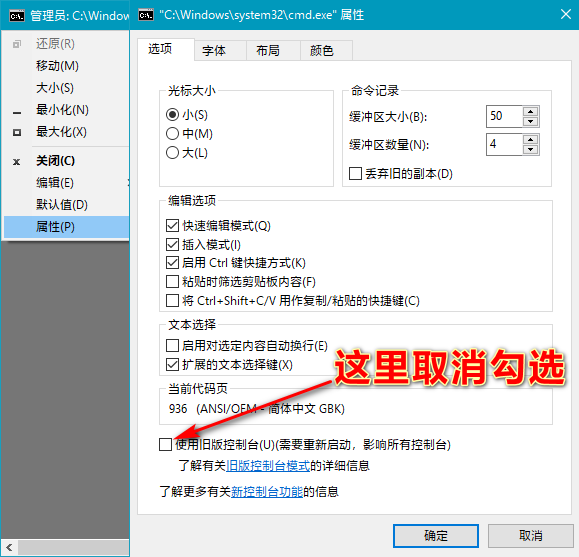 管理员: C:\Window
还原(R)
移动(M)
大小(S)
最小化(N)
最大化(X)
关闭(C)
编辑(E)
默认值(D)
属性(P)
"C:\Windows\system32\cmd.exe" 属性
选项 字体 布局 颜色
光标大小
小(S)
中(M)
大(L)
命令记录
缓冲区大小(B): 50
缓冲区数量(N): 4
丢弃旧的副本(D)
编辑选项
快速编辑模式(Q)
插入模式(I)
启用 Ctrl 键快捷方式(K)
粘贴时筛选剪贴板内容(F)
将 Ctrl+Shift+C/V 用作复制/粘贴的快捷键(C)
文本选择
启用对选定内容自动换行(E)
扩展的文本选择键(X)
这里取消勾选
当前代码页
936 (ANSI/OEM - 简体中文 GBK)
使用旧版控制台(U)(需要重新启动，影响所有控制台)
了解有关旧版控制台模式的详细信息
了解更多有关新控制台功能的信息
确定 取消